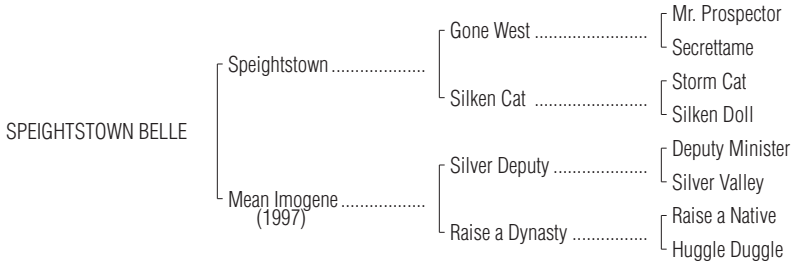 Mr. Prospector
Gone West ........................
Secrettame
Speightstown ....................
Storm Cat
Silken Cat ........................
Silken Doll
SPEIGHTSTOWN BELLE
Deputy Minister
Silver Deputy ....................
Silver Valley
Mean Imogene ..................
(1997)
Raise a Native
Raise a Dynasty ................
Huggle Duggle